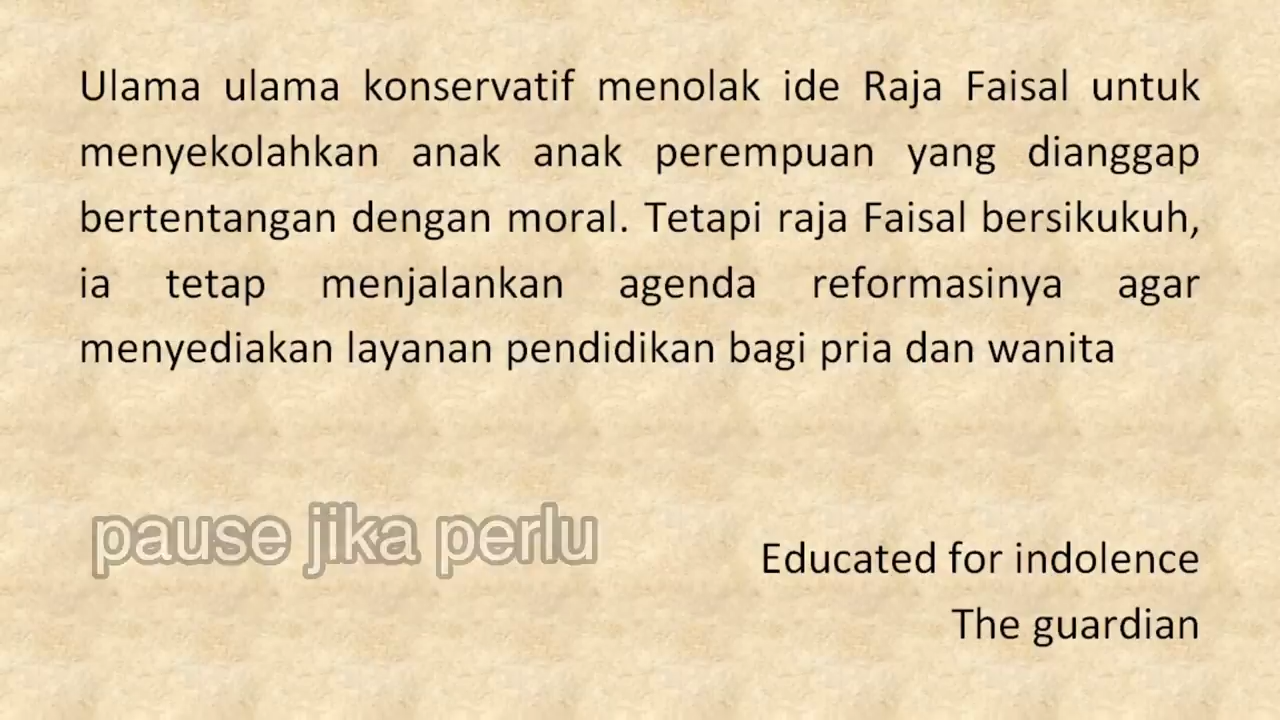 Ulama ulama konservatif menolak ide Raja Faisal untuk
menyekolahkan anak anak perempuan yang dianggap
bertentangan dengan moral. Tetapi raja Faisal bersikukuh,
ia tetap menjalankan agenda reformasinya agar
menyediakan layanan pendidikan bagi pria dan wanita
pause jika perlu
Educated for indolence
The guardian